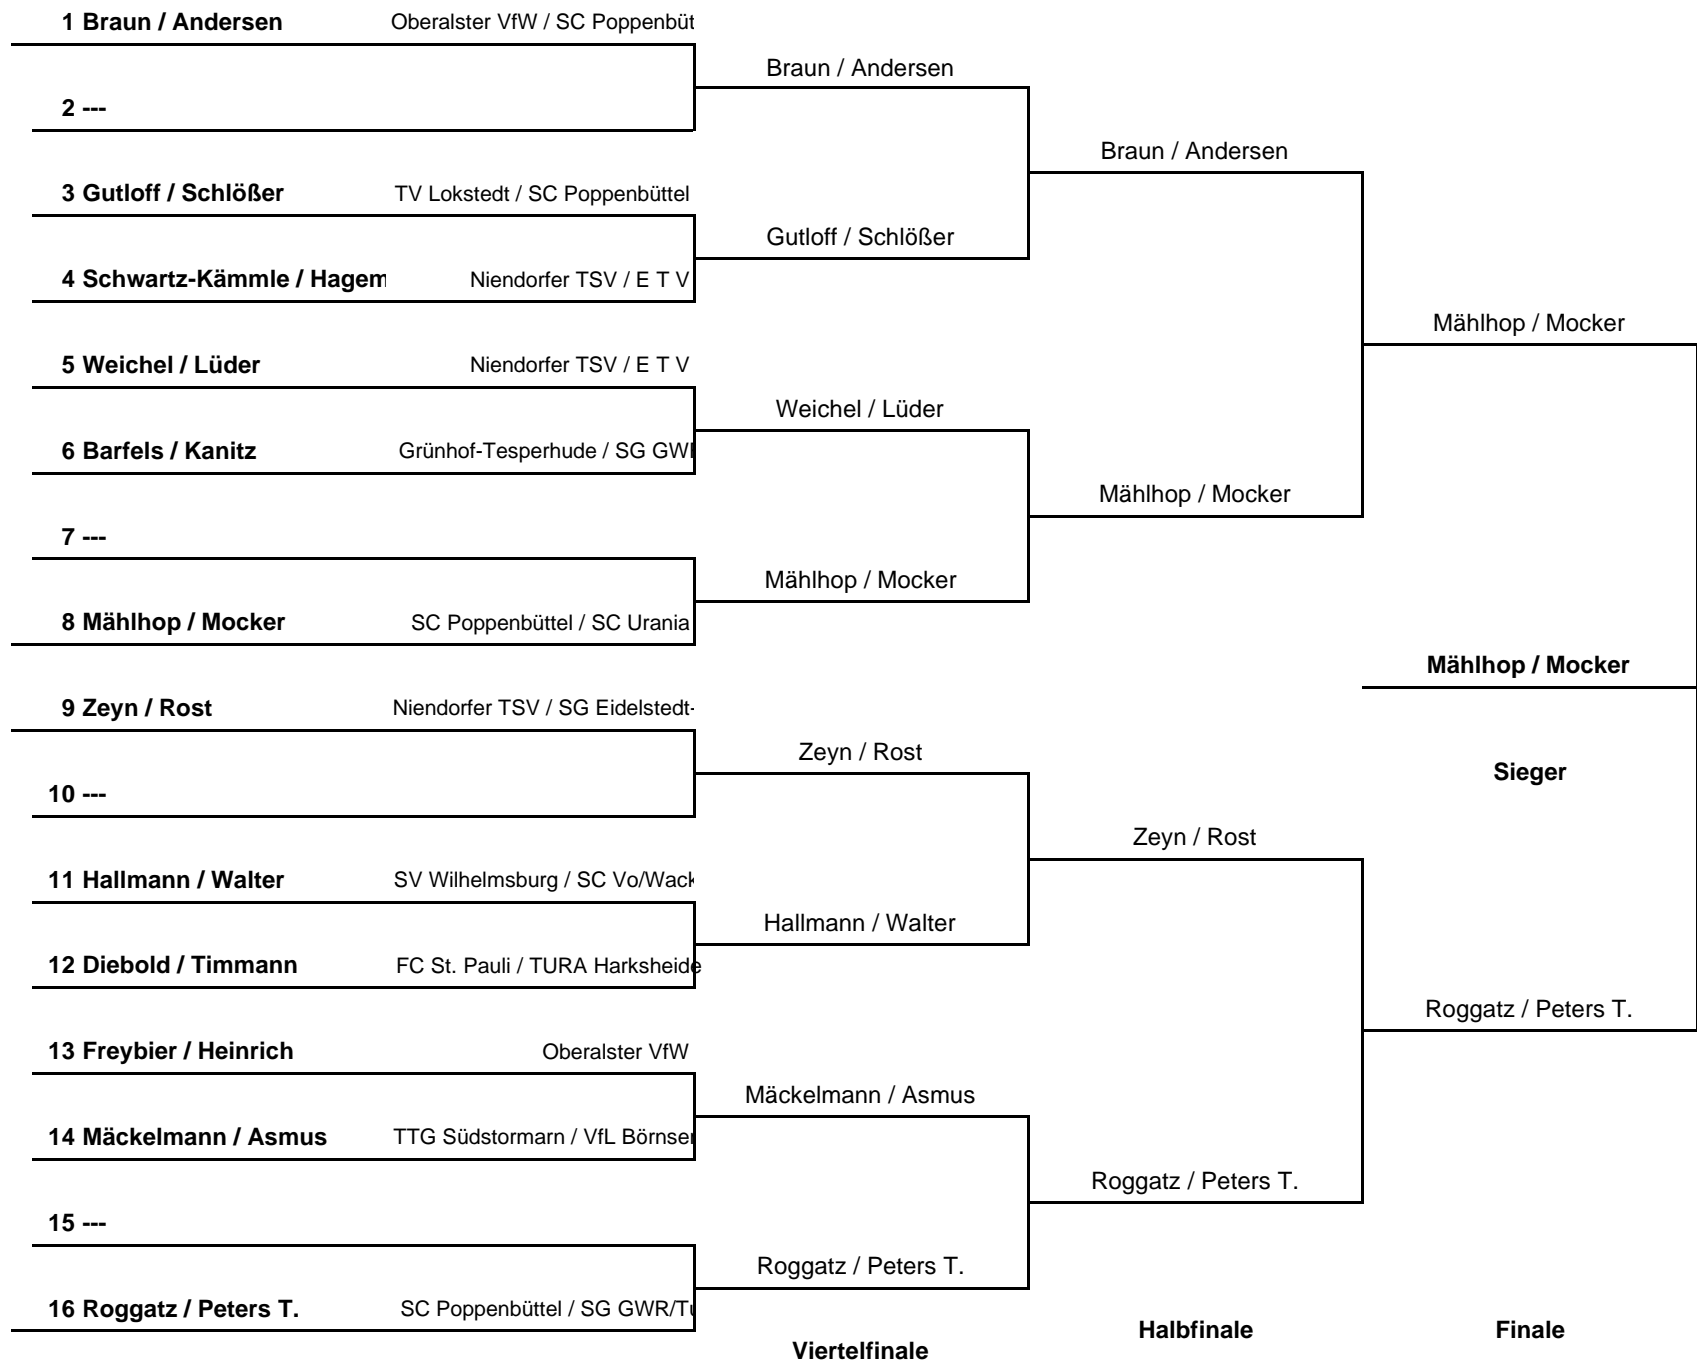 1 Braun / Andersen Oberalster VfW / SC Poppenbüt
Braun / Andersen
2 ---
Braun / Andersen
3 Gutloff / Schlößer TV Lokstedt / SC Poppenbüttel
Gutloff / Schlößer
4 Schwartz-Kämmle / Hagem Niendorfer TSV / E T V
Mählhop / Mocker
5 Weichel / Lüder Niendorfer TSV / E T V
Weichel / Lüder
6 Barfels / Kanitz Grünhof-Tesperhude / SG GW
Mählhop / Mocker
7 ---
Mählhop / Mocker
8 Mählhop / Mocker SC Poppenbüttel / SC Urania
Mählhop / Mocker
9 Zeyn / Rost Niendorfer TSV / SG Eidelstedt-
Zeyn / Rost
Sieger
10 ---
Zeyn / Rost
11 Hallmann / Walter SV Wilhelmsburg / SC Vo/Wack
Hallmann / Walter
12 Diebold / Timmann FC St. Pauli / TURA Harksheide
Roggatz / Peters T.
13 Freybier / Heinrich Oberalster VfW
Mäckelmann / Asmus
14 Mäckelmann / Asmus TTG Südstormarn / VfL Börnsen
Roggatz / Peters T.
15 ---
Roggatz / Peters T.
16 Roggatz / Peters T. SC Poppenbüttel / SG GWR/Tu
Halbfinale Finale
Viertelfinale